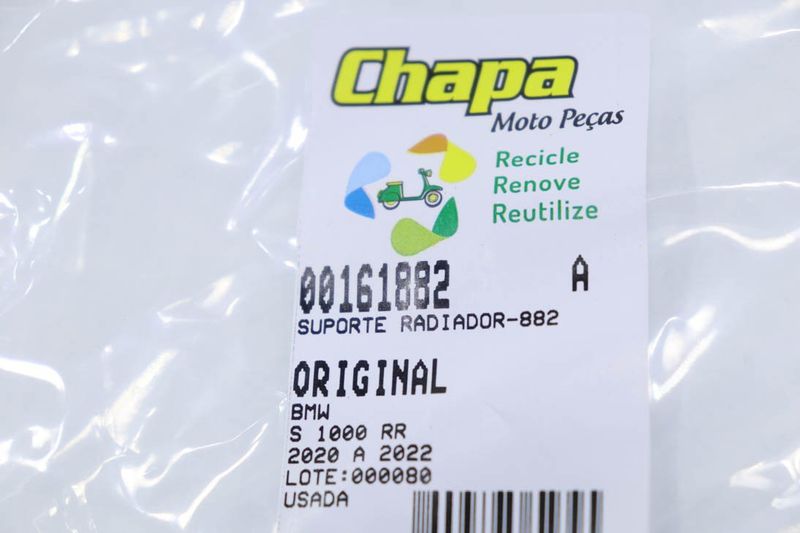 Chapa
Moto Peças
Recicle
Renove
Reutilize
00161882 A
SUPORTE RADIADOR-882
ORIGINAL
BMW
S 1000 RR
2020 A 2022
LOTE:000080
USADA